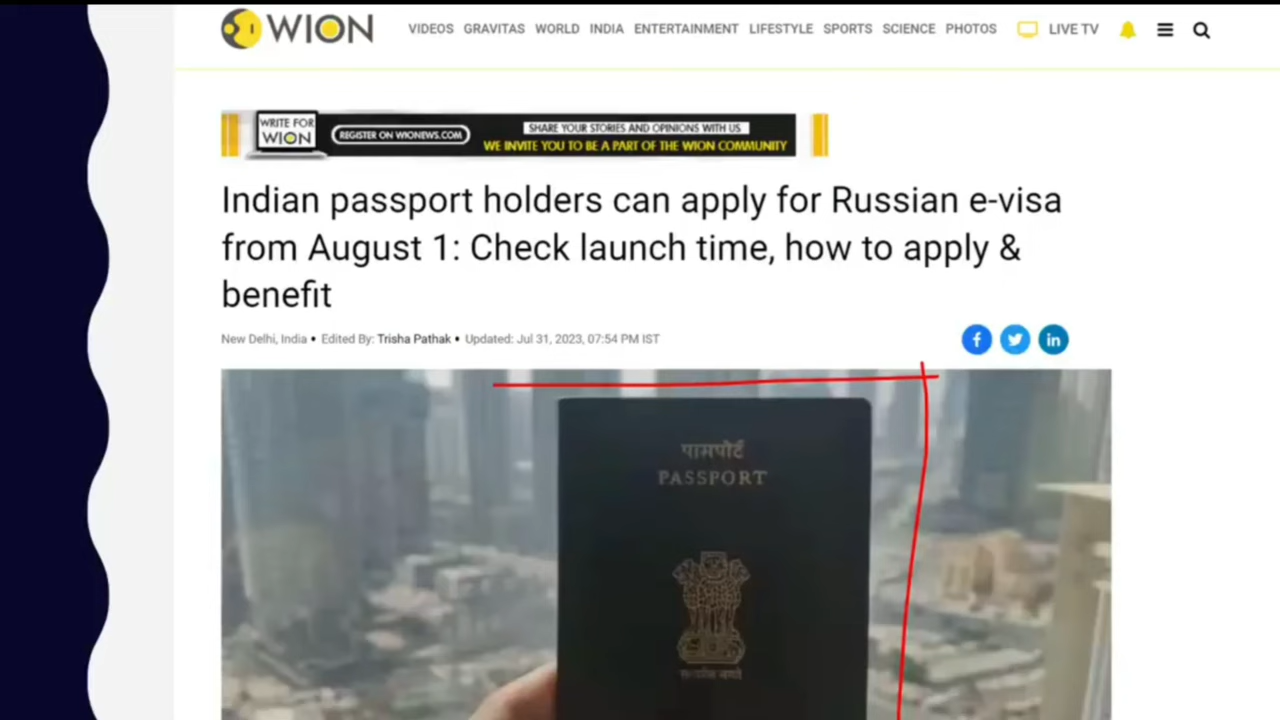 WION
VIDEOS GRAVITAS WORLD INDIA ENTERTAINMENT LIFESTYLE SPORTS SCIENCE PHOTOS LIVE TV
WRITE FOR
WION
REGISTER ON WIONEWS.COM
SHARE YOUR STORIES AND OPINIONS WITH US
WE INVITE YOU TO BE A PART OF THE WION COMMUNITY
Indian passport holders can apply for Russian e-visa
from August 1: Check launch time, how to apply &
benefit
New Delhi, India • Edited By: Trisha Pathak • Updated: Jul 31, 2023, 07:54 PM IST
पासपोर्ट
PASSPORT
सत्यमेव जयते